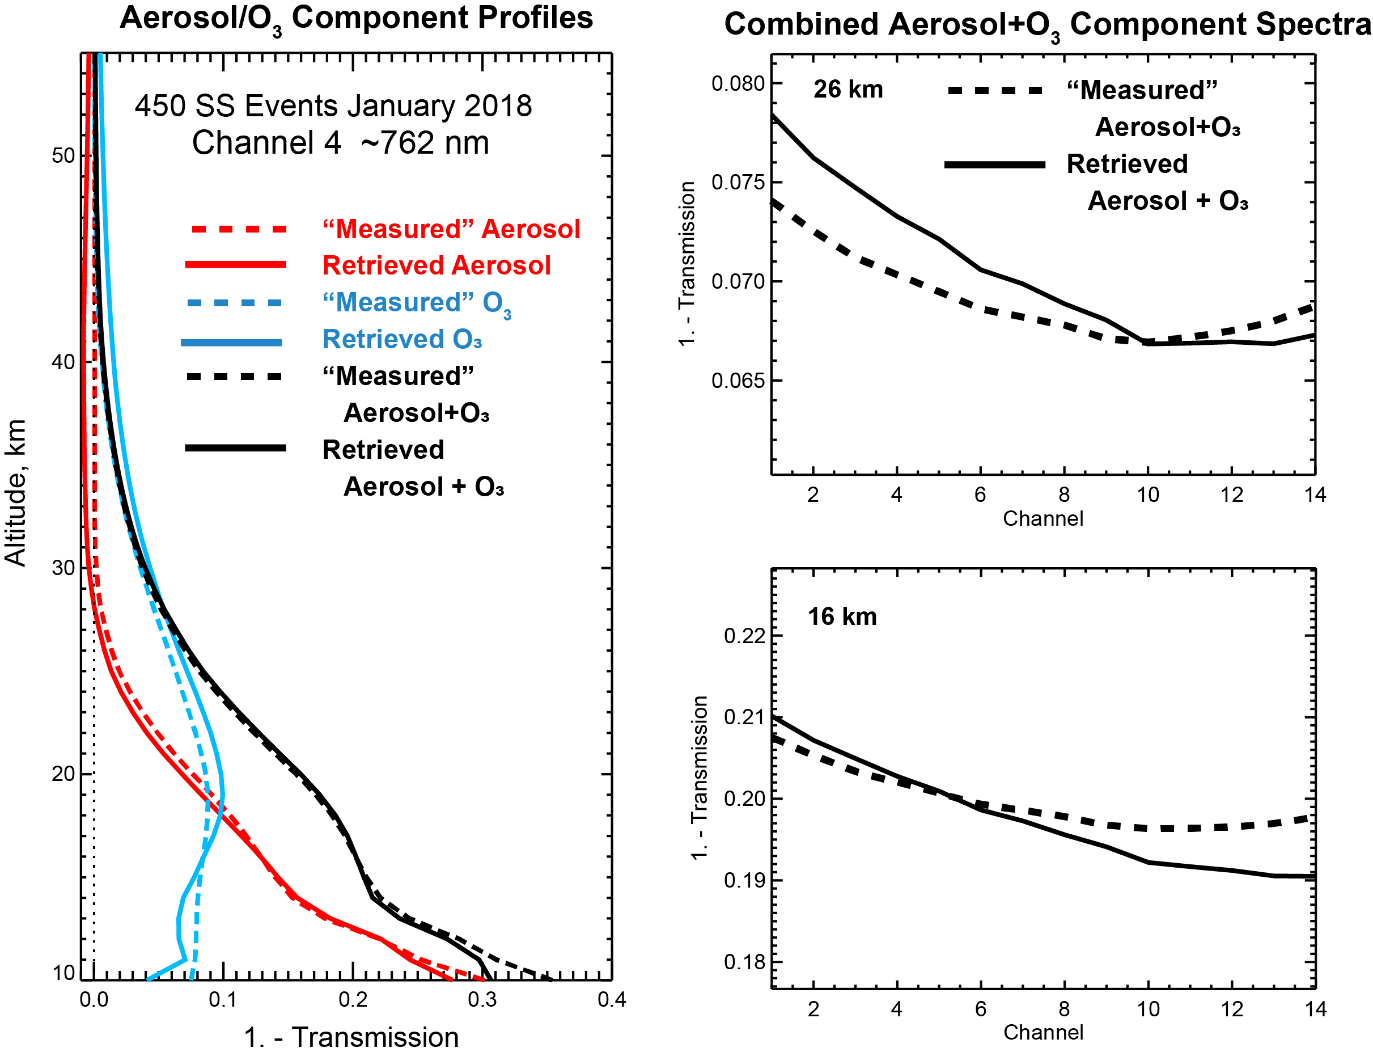 Aerosol/O₃ Component Profiles
450 SS Events January 2018
Channel 4 ~762 nm
“Measured” Aerosol
Retrieved Aerosol
“Measured” O₃
Retrieved O₃
“Measured”
Aerosol+O₃
Retrieved
Aerosol + O₃
Altitude, km
50
40
30
20
10
0.0 0.1 0.2 0.3 0.4
1. - Transmission
Combined Aerosol+O₃ Component Spectra
26 km
“Measured”
Aerosol+O₃
Retrieved
Aerosol + O₃
1. - Transmission
0.080
0.075
0.070
0.065
2 4 6 8 10 12 14
Channel
16 km
1. - Transmission
0.22
0.21
0.20
0.19
0.18
2 4 6 8 10 12 14
Channel